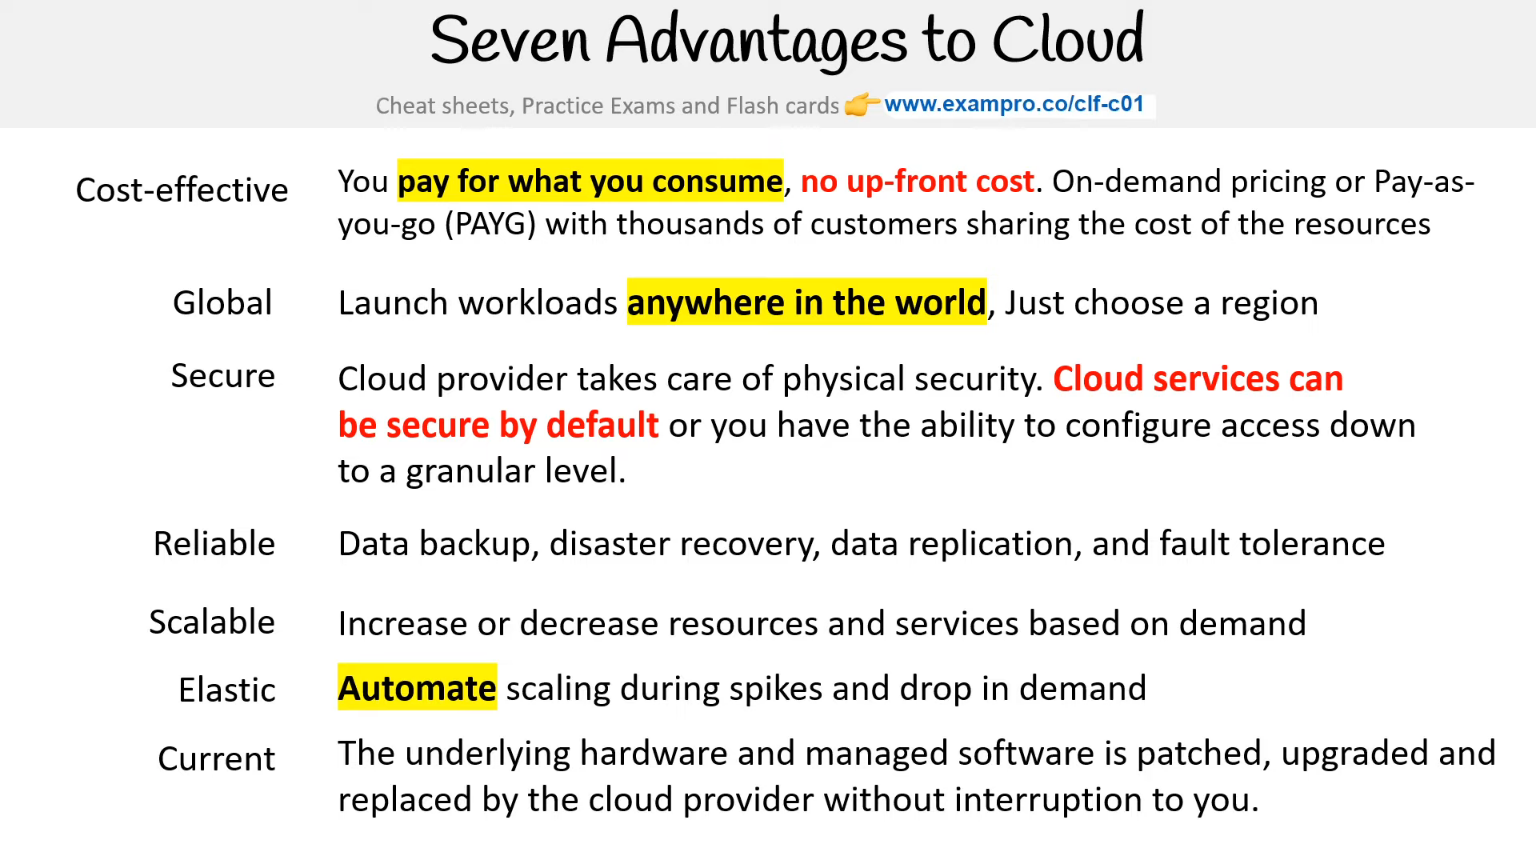 Seven Advantages to Cloud
Cheat sheets, Practice Exams and Flash cards 👉 www.exampro.co/clf-c01
Cost-effective
You pay for what you consume, no up-front cost. On-demand pricing or Pay-as-
you-go (PAYG) with thousands of customers sharing the cost of the resources
Global
Launch workloads anywhere in the world, Just choose a region
Secure
Cloud provider takes care of physical security. Cloud services can
be secure by default or you have the ability to configure access down
to a granular level.
Reliable
Data backup, disaster recovery, data replication, and fault tolerance
Scalable
Increase or decrease resources and services based on demand
Elastic
Automate scaling during spikes and drop in demand
Current
The underlying hardware and managed software is patched, upgraded and
replaced by the cloud provider without interruption to you.